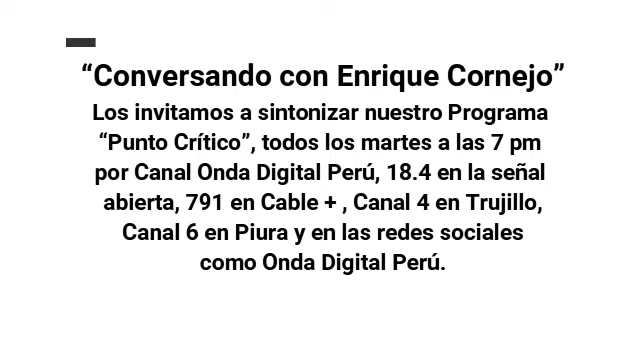 “Conversando con Enrique Cornejo”
Los invitamos a sintonizar nuestro Programa
“Punto Crítico”, todos los martes a las 7 pm
por Canal Onda Digital Perú, 18.4 en la señal
abierta, 791 en Cable + , Canal 4 en Trujillo,
Canal 6 en Piura y en las redes sociales
como Onda Digital Perú.